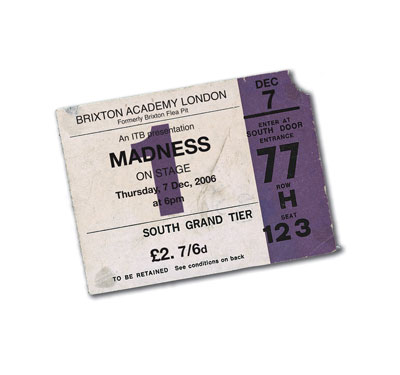 BRIXTON ACADEMY LONDON
Formerly Brixton Flea Pit
An ITB presentation
1
MADNESS
ON STAGE
Thursday, 7 Dec, 2006
at 6pm
SOUTH GRAND TIER
£2. 7/6d
TO BE RETAINED See conditions on back
DEC
7
ENTER AT
SOUTH DOOR
ENTRANCE
77
ROW
H
SEAT
123